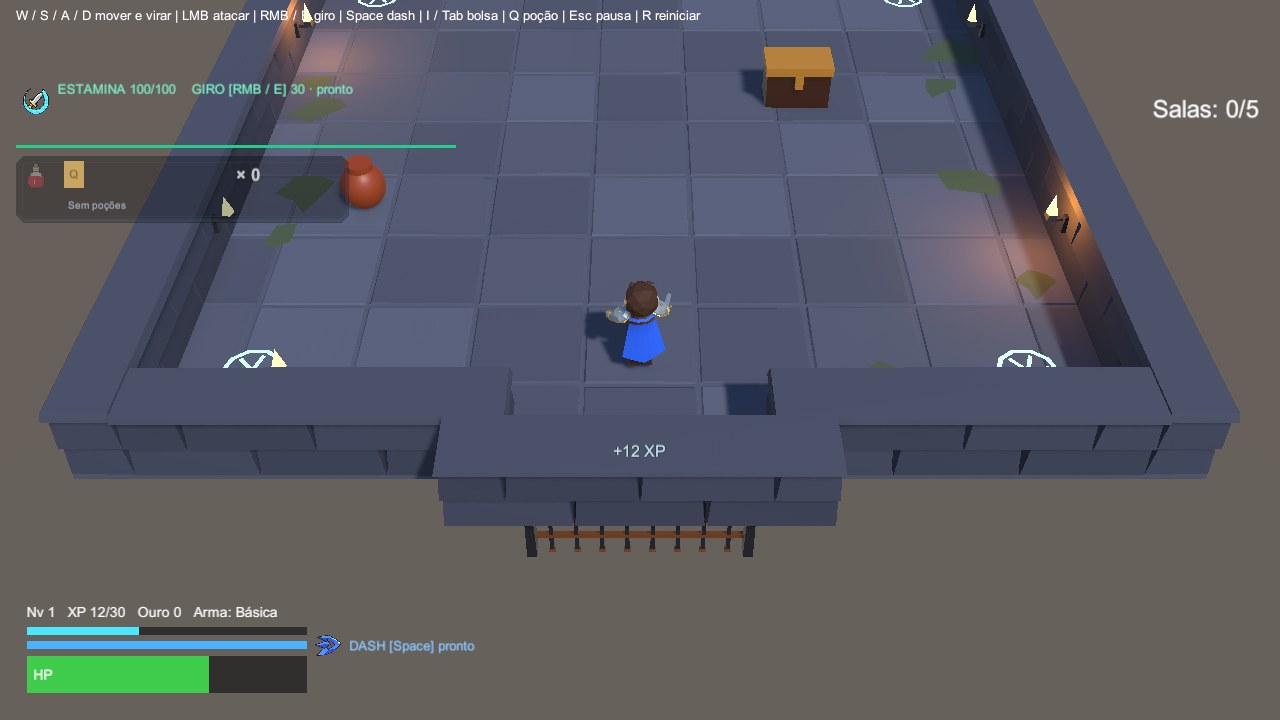 W / S / A / D mover e virar | LMB atacar | RMB / E giro | Space dash | I / Tab bolsa | Q poção | Esc pausa | R reiniciar
ESTAMINA 100/100 GIRO [RMB / E] 30 · pronto
Salas: 0/5
Q × 0
Sem poções
+12 XP
Nv 1 XP 12/30 Ouro 0 Arma: Básica
DASH [Space] pronto
HP